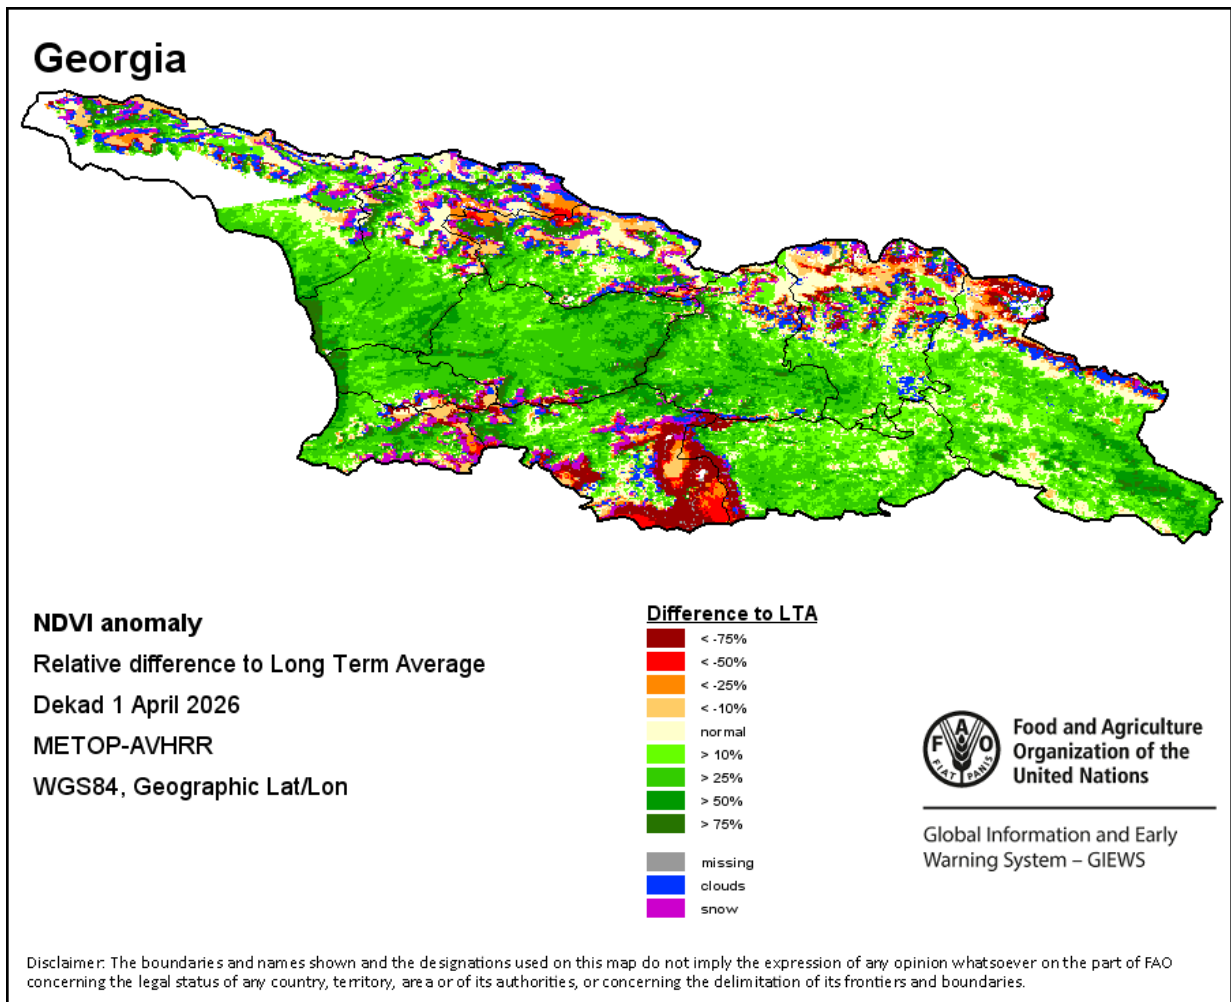 Georgia
NDVI anomaly
Relative difference to Long Term Average
Dekad 1 April 2026
METOP-AVHRR
WGS84, Geographic Lat/Lon
Difference to LTA
< -75%
< -50%
< -25%
< -10%
normal
> 10%
> 25%
> 50%
> 75%
missing
clouds
snow
F A O
FIAT PANIS
Food and Agriculture
Organization of the
United Nations
Global Information and Early
Warning System – GIEWS
Disclaimer: The boundaries and names shown and the designations used on this map do not imply the expression of any opinion whatsoever on the part of FAO
concerning the legal status of any country, territory, area or of its authorities, or concerning the delimitation of its frontiers and boundaries.